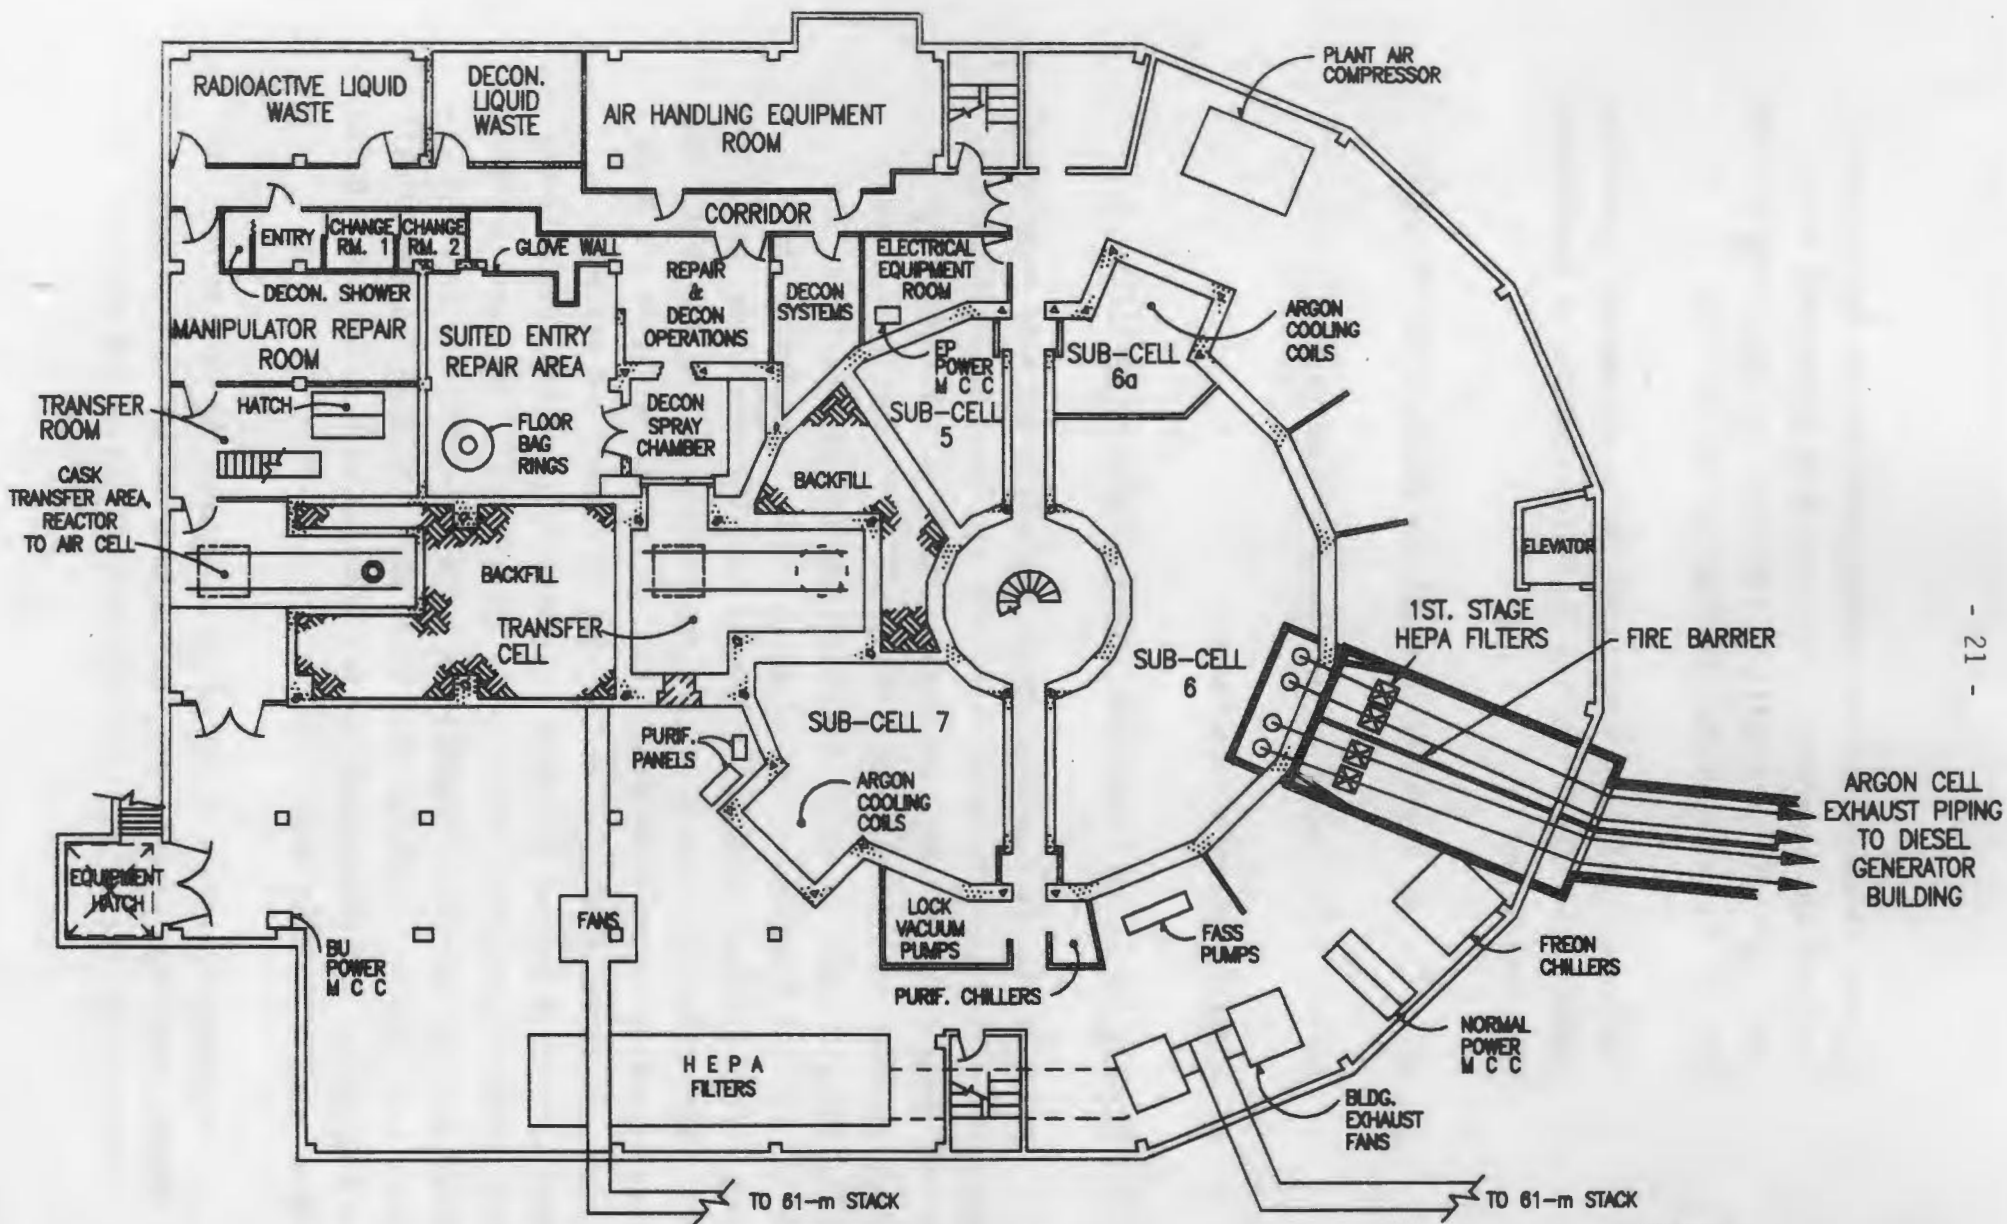 RADIOACTIVE LIQUID
WASTE
DECON.
LIQUID
WASTE
AIR HANDLING EQUIPMENT
ROOM
PLANT AIR
COMPRESSOR
CORRIDOR
ENTRY
CHANGE
RM. 1
CHANGE
RM. 2
GLOVE WALL
DECON. SHOWER
REPAIR
&
DECON
OPERATIONS
DECON
SYSTEMS
ELECTRICAL
EQUIPMENT
ROOM
MANIPULATOR REPAIR
ROOM
SUITED ENTRY
REPAIR AREA
EP
POWER
M C C
SUB-CELL
6a
ARGON
COOLING
COILS
TRANSFER
ROOM
HATCH
FLOOR
BAG
RINGS
DECON
SPRAY
CHAMBER
SUB-CELL
5
BACKFILL
CASK
TRANSFER AREA,
REACTOR
TO AIR CELL
BACKFILL
TRANSFER
CELL
ELEVATOR
1ST. STAGE
HEPA FILTERS
FIRE BARRIER
SUB-CELL
6
- 21 -
SUB-CELL 7
PURIF.
PANELS
ARGON
COOLING
COILS
ARGON CELL
EXHAUST PIPING
TO DIESEL
GENERATOR
BUILDING
EQUIPMENT
HATCH
BU
POWER
M C C
FANS
LOCK
VACUUM
PUMPS
FASS
PUMPS
FREON
CHILLERS
PURIF. CHILLERS
NORMAL
POWER
M C C
H E P A
FILTERS
BLDG.
EXHAUST
FANS
TO 61-m STACK
TO 61-m STACK